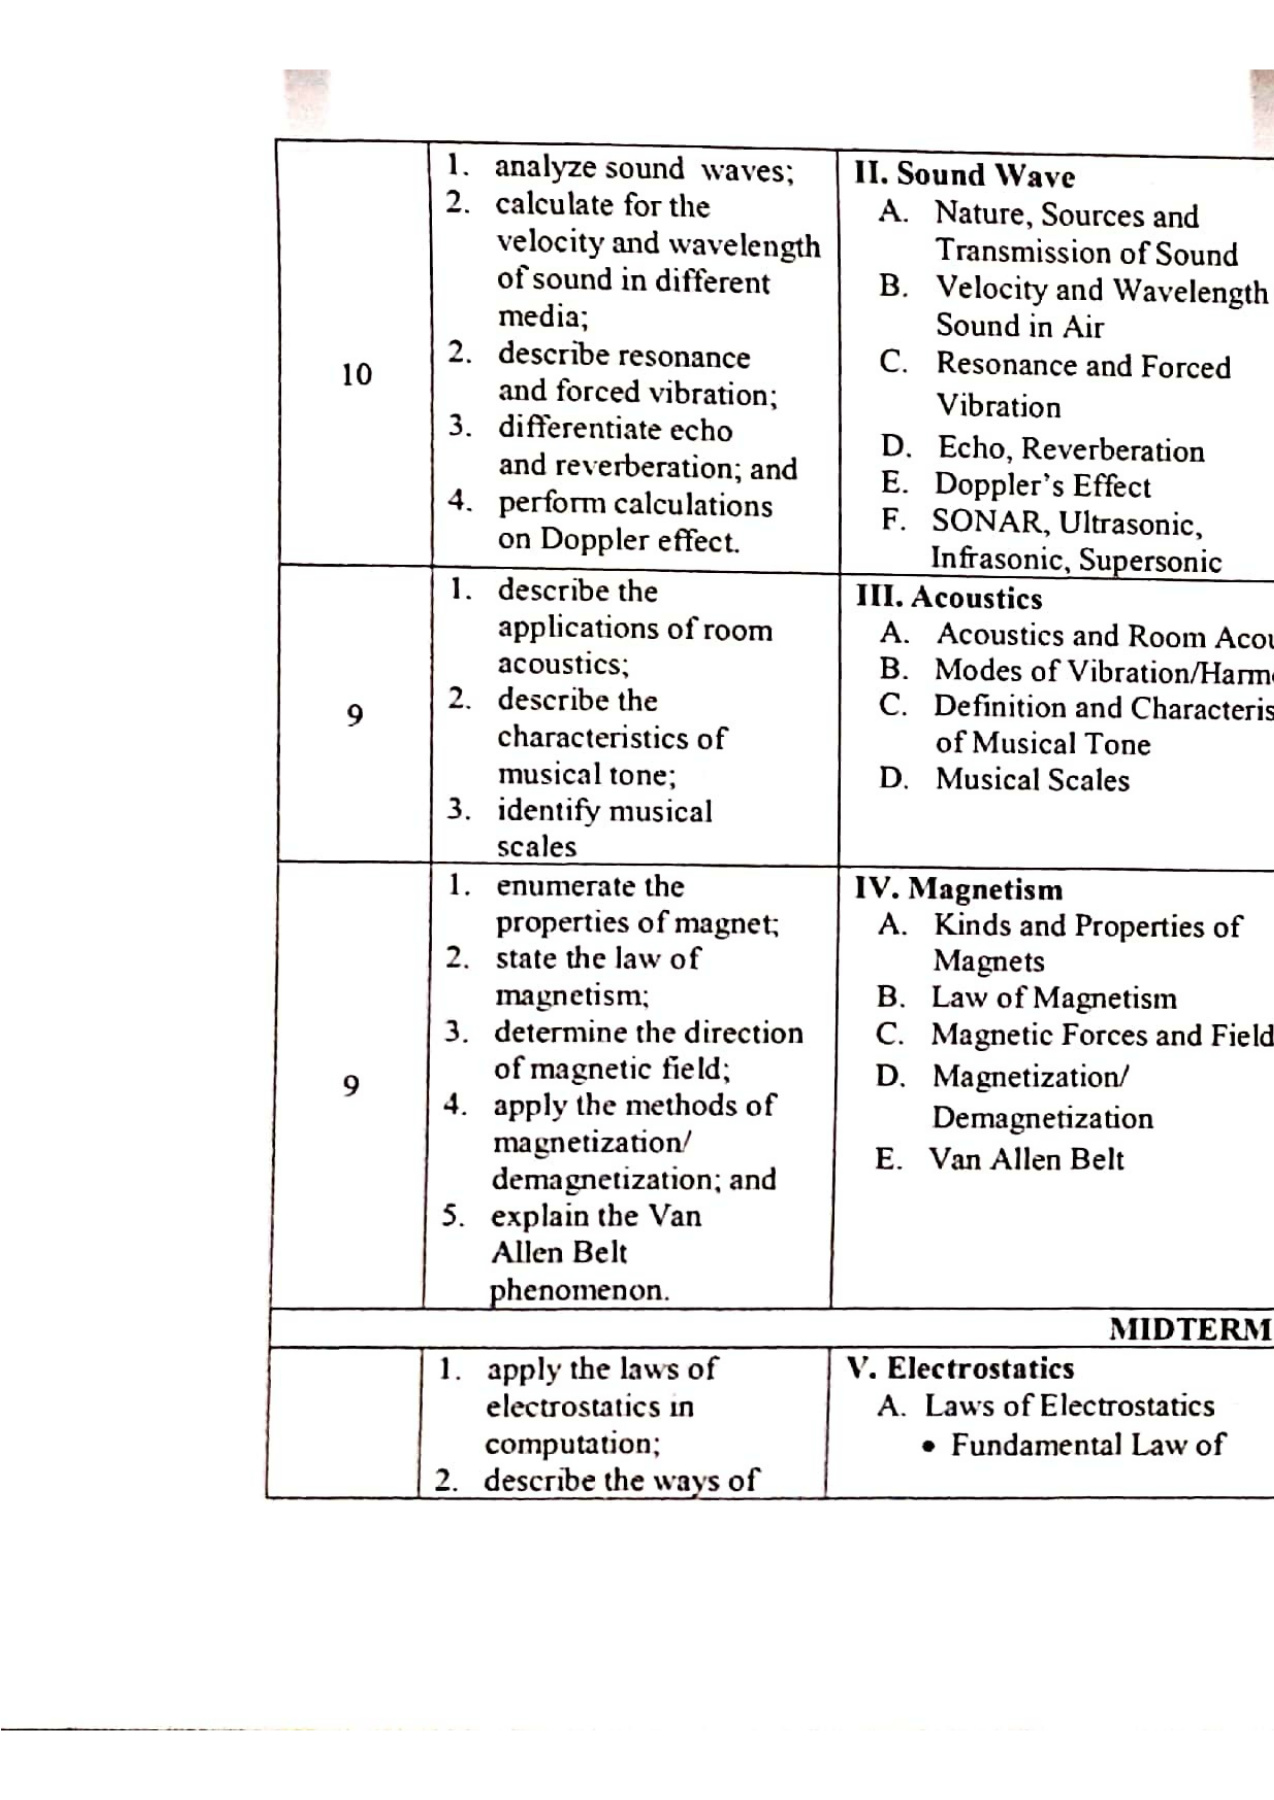 10
1. analyze sound waves;
2. calculate for the
velocity and wavelength
of sound in different
media;
2. describe resonance
and forced vibration;
3. differentiate echo
and reverberation; and
4. perform calculations
on Doppler effect.
II. Sound Wave
A. Nature, Sources and
Transmission of Sound
B. Velocity and Wavelength
Sound in Air
C. Resonance and Forced
Vibration
D. Echo, Reverberation
E. Doppler's Effect
F. SONAR, Ultrasonic,
Infrasonic, Supersonic
9
1. describe the
applications of room
acoustics;
2. describe the
characteristics of
musical tone;
3. identify musical
scales
III. Acoustics
A. Acoustics and Room
B. Modes of
C. Definition and
of Musical Tone
D. Musical Scales
9
1. enumerate the
properties of magnet;
2. state the law of
magnetism;
3. determine the direction
of magnetic field;
4. apply the methods of
magnetization/
demagnetization; and
5. explain the Van
Allen Belt
phenomenon.
IV. Magnetism
A. Kinds and Properties of
Magnets
B. Law of Magnetism
C. Magnetic Forces and Field
D. Magnetization/
Demagnetization
E. Van Allen Belt
MIDTERM
1. apply the laws of
electrostatics in
computation;
2. describe the ways of
V. Electrostatics
A. Laws of Electrostatics
• Fundamental Law of